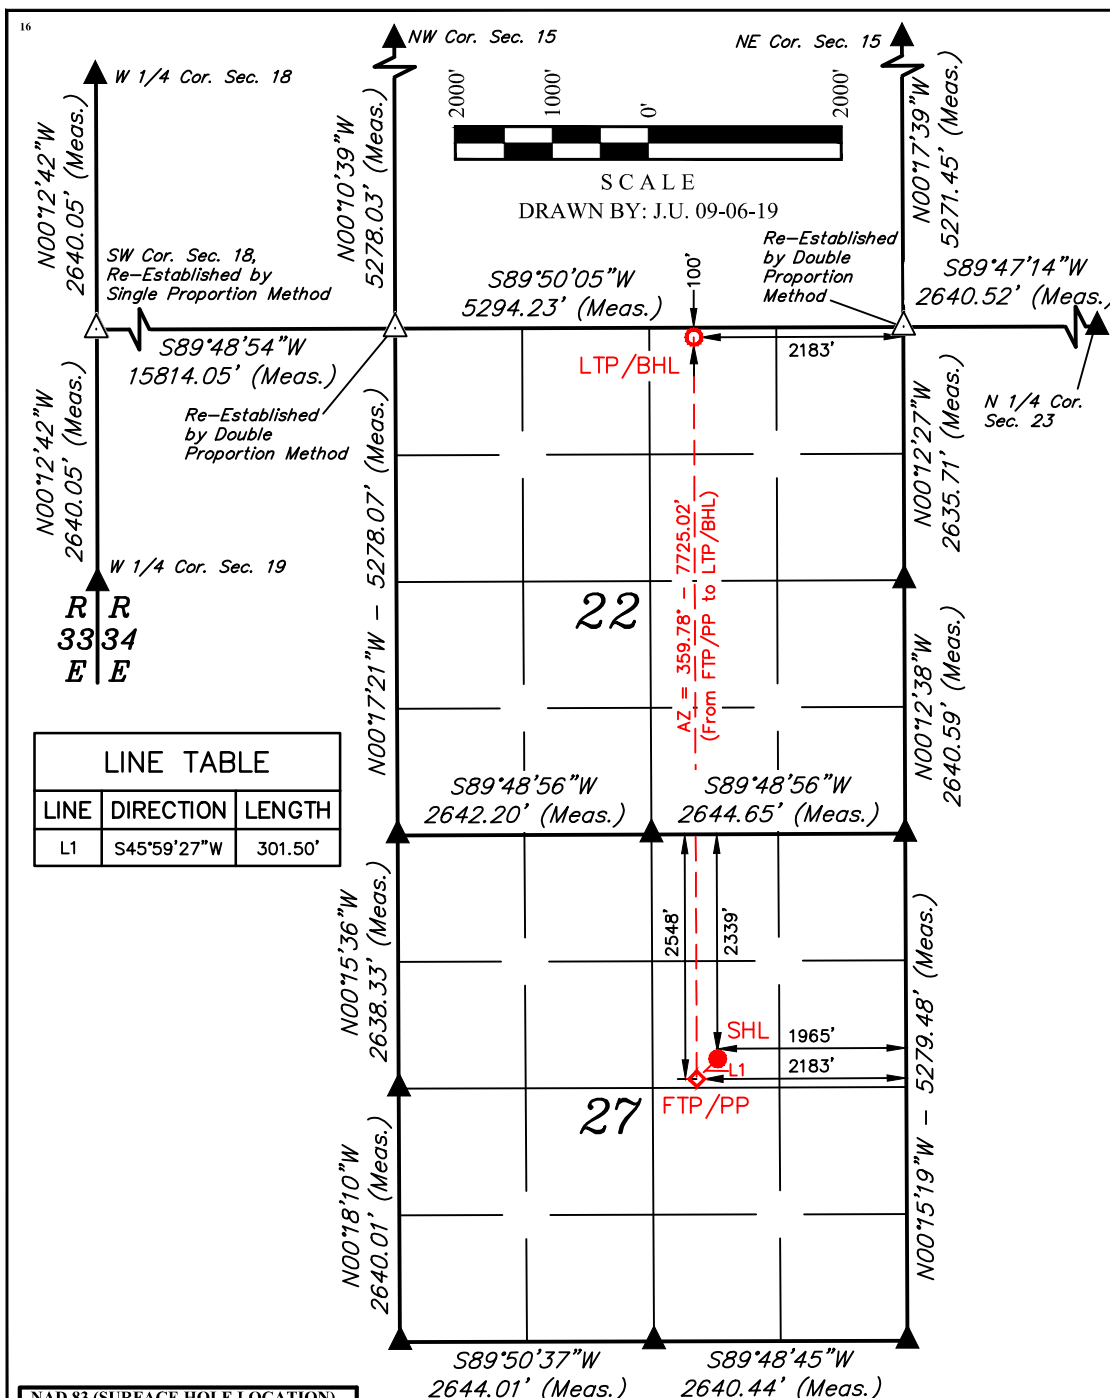 16
NW Cor. Sec. 15
NE Cor. Sec. 15
W 1/4 Cor. Sec. 18
2000'
1000'
0'
2000'
SCALE
DRAWN BY: J.U. 09-06-19
N00°12'42"W
2640.05' (Meas.)
N00°10'39"W
5278.03' (Meas.)
N00°17'39"W
5271.45' (Meas.)
SW Cor. Sec. 18,
Re-Established by
Single Proportion Method
S89°50'05"W
5294.23' (Meas.)
100'
Re-Established
by Double
Proportion
Method
S89°47'14"W
2640.52' (Meas.)
S89°48'54"W
15814.05' (Meas.)
LTP/BHL
2183'
Re-Established
by Double
Proportion Method
N 1/4 Cor.
Sec. 23
N00°12'42"W
2640.05' (Meas.)
N00°17'21"W - 5278.07' (Meas.)
N00°12'27"W
2635.71' (Meas.)
W 1/4 Cor. Sec. 19
R R
33 34
E E
22
AZ = 359.78° - 7725.02'
(From FTP/PP to LTP/BHL)
N00°12'38"W
2640.59' (Meas.)
LINE TABLE
LINE DIRECTION LENGTH
L1 S45°59'27"W 301.50'
S89°48'56"W
2642.20' (Meas.)
S89°48'56"W
2644.65' (Meas.)
N00°15'36"W
2638.33' (Meas.)
2548'
2339'
N00°15'19"W - 5279.48' (Meas.)
SHL
1965'
L1
2183'
FTP/PP
27
N00°18'10"W
2640.01' (Meas.)
S89°50'37"W
2644.01' (Meas.)
S89°48'45"W
2640.44' (Meas.)
NAD 83 (SURFACE HOLE LOCATION)